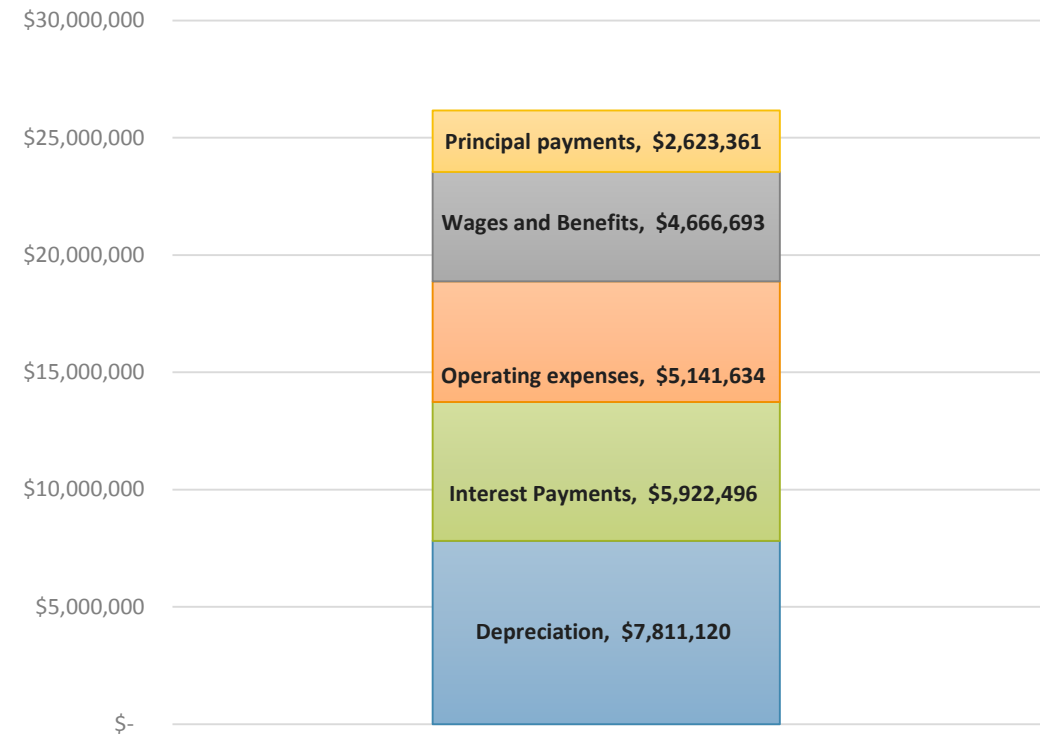 $30,000,000
$25,000,000
Principal payments, $2,623,361
Wages and Benefits, $4,666,693
$20,000,000
$15,000,000
Operating expenses, $5,141,634
$10,000,000
Interest Payments, $5,922,496
$5,000,000
Depreciation, $7,811,120
$-